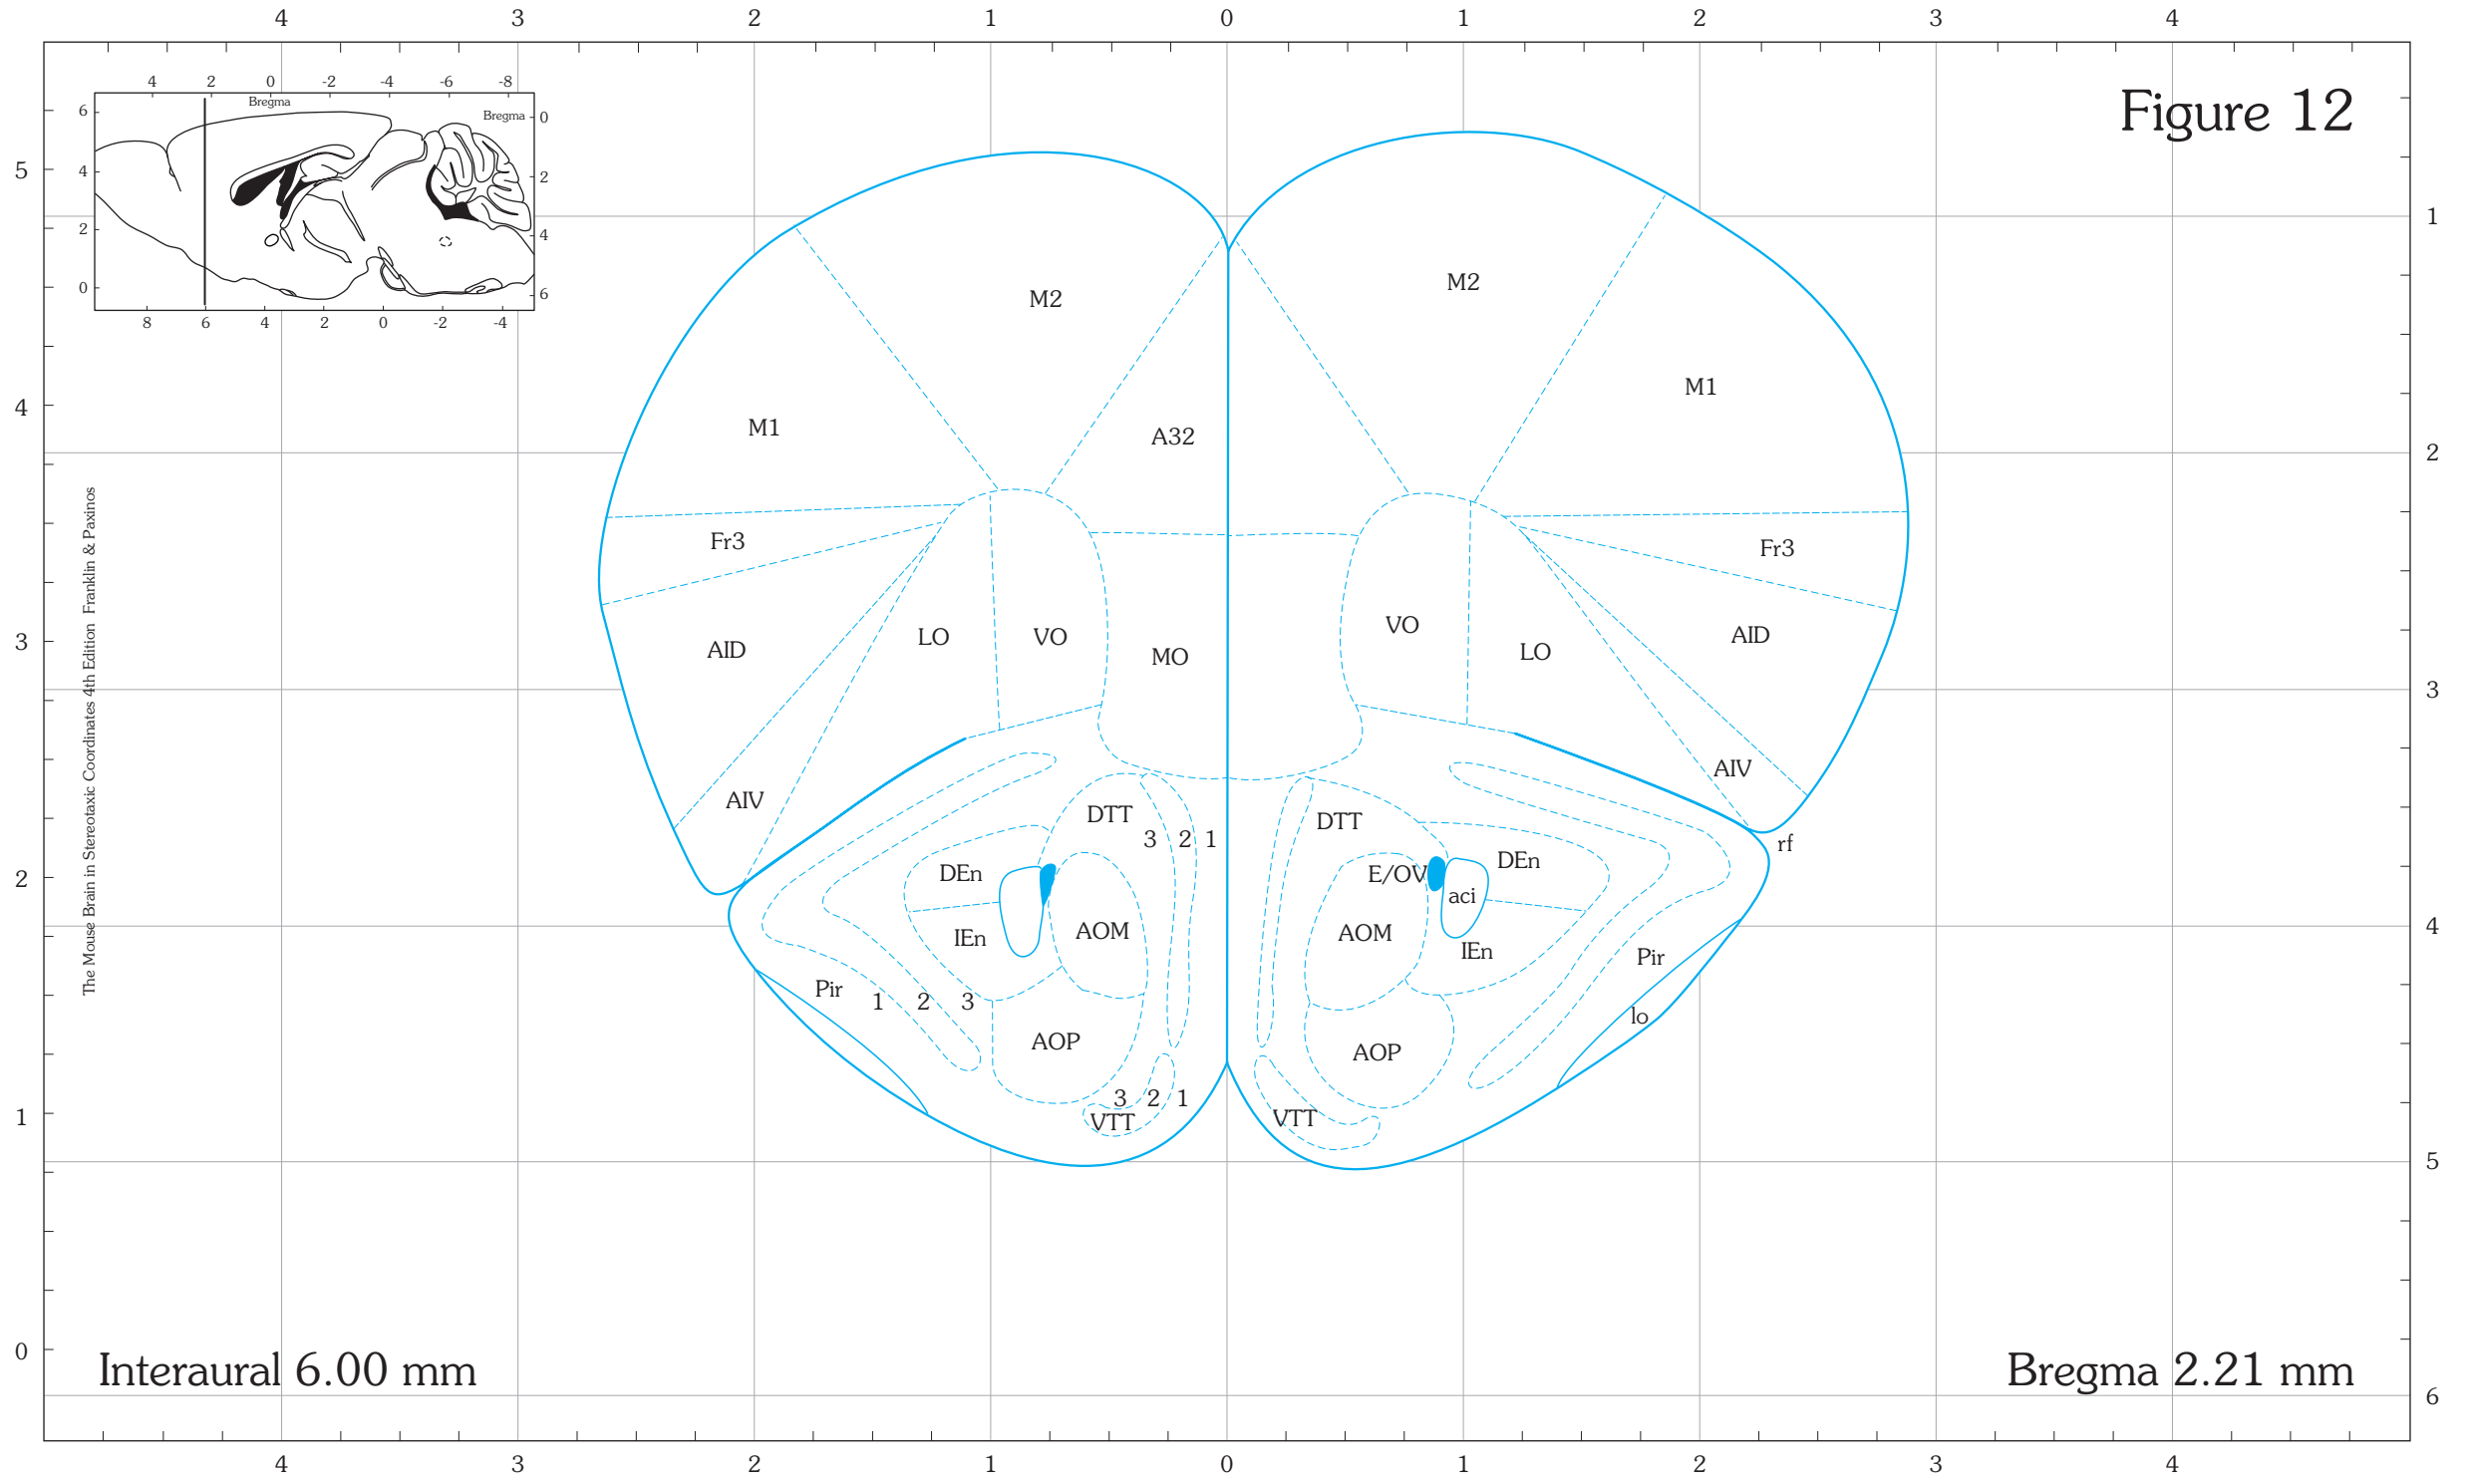 4 3 2 1 0 1 2 3 4
Figure 12
4 2 0 -2 -4 -6 -8
Bregma
Bregma
6
4
2
0
0
2
4
6
8 6 4 2 0 -2 -4
5
4
3
2
1
0
1
2
3
4
5
6
The Mouse Brain in Stereotaxic Coordinates 4th Edition Franklin & Paxinos
M2 M2
M1 A32 M1
Fr3 Fr3
AID LO VO MO VO LO AID
AIV AIV
DTT DTT
3 2 1 rf
DEn E/OV DEn
aci
IEn AOM AOM IEn
Pir Pir
1 2 3 lo
AOP AOP
3 2 1
VTT VTT
Interaural 6.00 mm
Bregma 2.21 mm
4 3 2 1 0 1 2 3 4